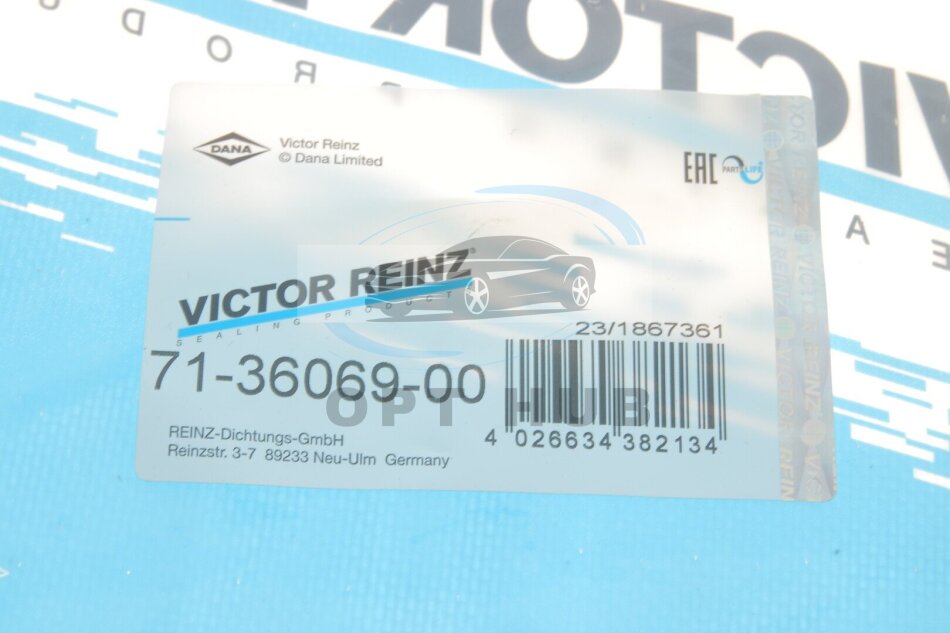 DANA
Victor Reinz
© Dana Limited
EAC
PARTSLIFE
VICTOR REINZ®
SEALING PRODUCTS
23/1867361
71-36069-00
OPT HUB
4 026634 382134
REINZ-Dichtungs-GmbH
Reinzstr. 3-7 89233 Neu-Ulm Germany